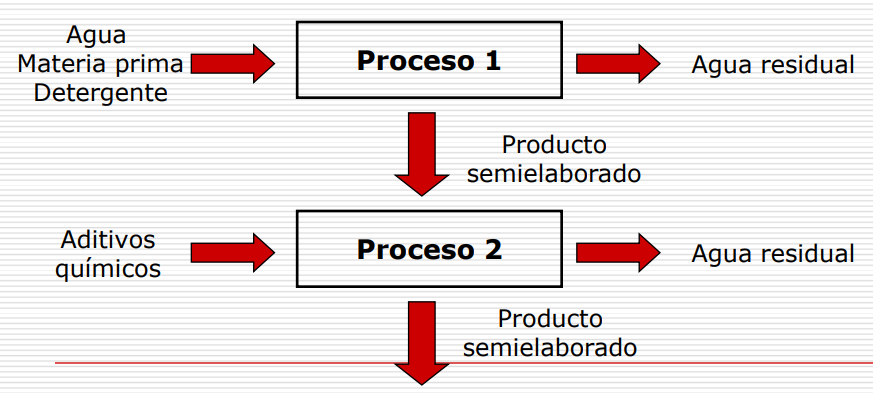 Agua
Materia prima
Detergente
Proceso 1
Agua residual
Producto
semielaborado
Aditivos
químicos
Proceso 2
Agua residual
Producto
semielaborado